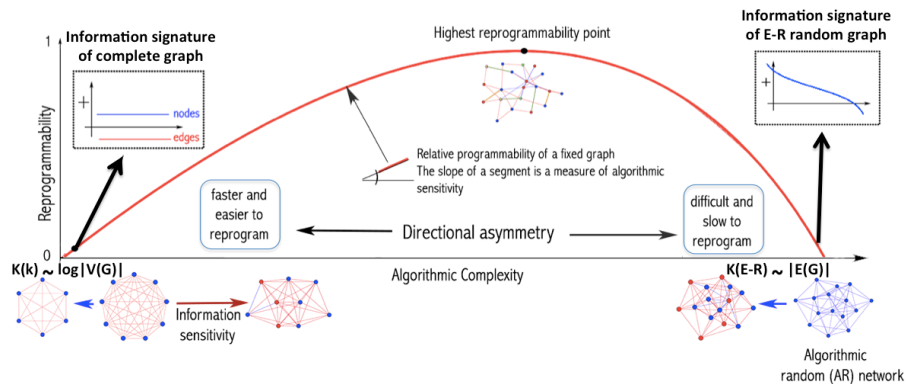 Information signature
of complete graph
+
nodes
edges
Highest reprogrammability point
Information signature
of E-R random graph
+
1
Reprogrammability
0
Relative programmability of a fixed graph
The slope of a segment is a measure of algorithmic
sensitivity
faster and
easier to
reprogram
Directional asymmetry
difficult and
slow to
reprogram
K(k) ~ log|V(G)|
Algorithmic Complexity
K(E-R) ~ |E(G)|
Information
sensitivity
Algorithmic
random (AR) network